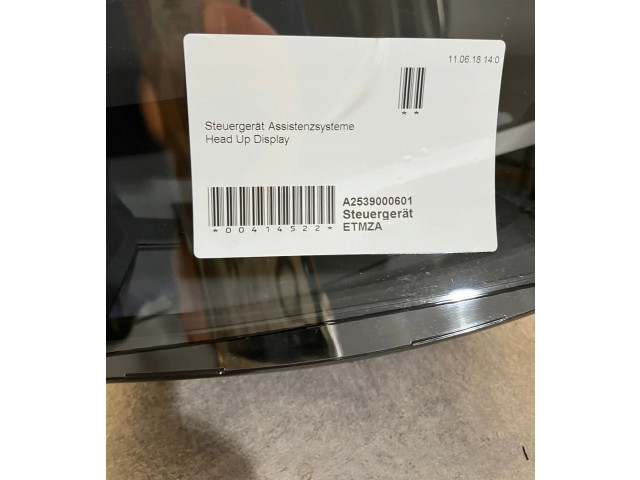 11.06.18 14:0
* *
Steuergerät Assistenzsysteme
Head Up Display
A2539000601
Steuergerät
ETMZA
*00414522*